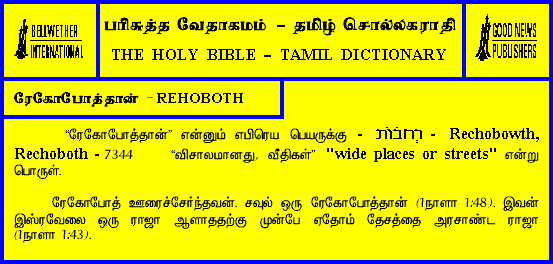 BELLWETHER
INTERNATIONAL
பரிசுத்த வேதாகமம் – தமிழ் சொல்லகராதி
THE HOLY BIBLE – TAMIL DICTIONARY
GOOD NEWS
PUBLISHERS
ரேகோபோத்தான் – REHOBOTH
“ரேகோபோத்தான்” என்னும் எபிரெய பெயருக்கு - רְחֹבוֹת - Rechobowth,
Rechoboth - 7344 “விசாலமானது, வீதிகள்” "wide places or streets" என்று
பொருள்.
ரேகோபோத் ஊரைச்சேர்ந்தவன். சவுல் ஒரு ரேகோபோத்தான் (1நாளா 1:48). இவன்
இஸ்ரவேலை ஒரு ராஜா ஆளாததற்கு முன்பே ஏதோம் தேசத்தை அரசாண்ட ராஜா
(1நாளா 1:43).